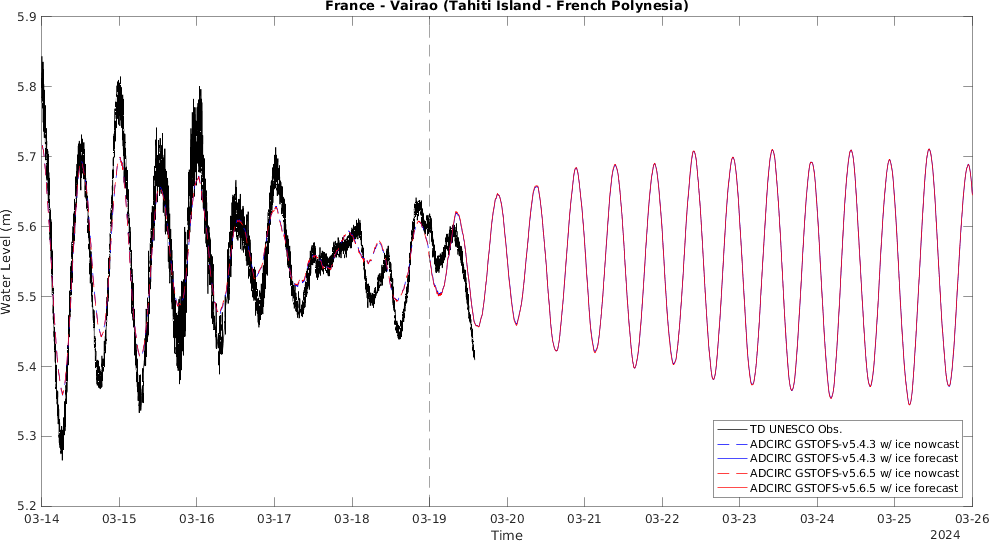 France - Vairao (Tahiti Island - French Polynesia)
5.9
5.8
5.7
5.6
5.5
5.4
5.3
5.2
Water Level (m)
TD UNESCO Obs.
ADCIRC GSTOFS-v5.4.3 w/ ice nowcast
ADCIRC GSTOFS-v5.4.3 w/ ice forecast
ADCIRC GSTOFS-v5.6.5 w/ ice nowcast
ADCIRC GSTOFS-v5.6.5 w/ ice forecast
03-14 03-15 03-16 03-17 03-18 03-19 03-20 03-21 03-22 03-23 03-24 03-25 03-26
Time
2024